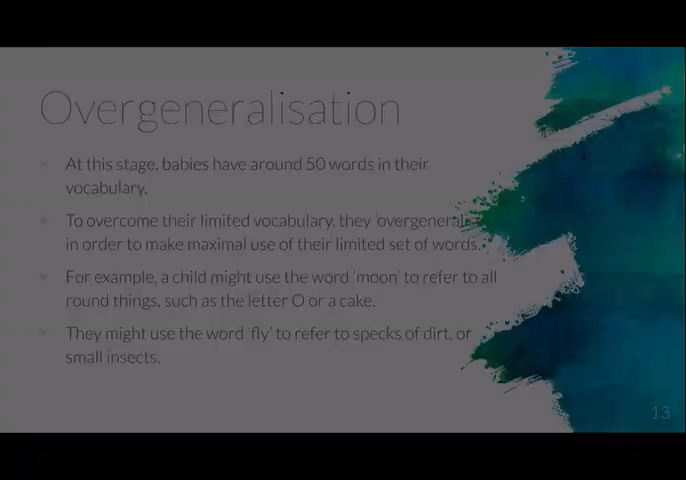 Overgeneralisation
At this stage, babies have around 50 words in their
vocabulary.
To overcome their limited vocabulary, they 'overgenerali
in order to make maximal use of their limited set of words.
For example, a child might use the word 'moon' to refer to all
round things, such as the letter O or a cake.
They might use the word 'fly' to refer to specks of dirt, or
small insects.
13